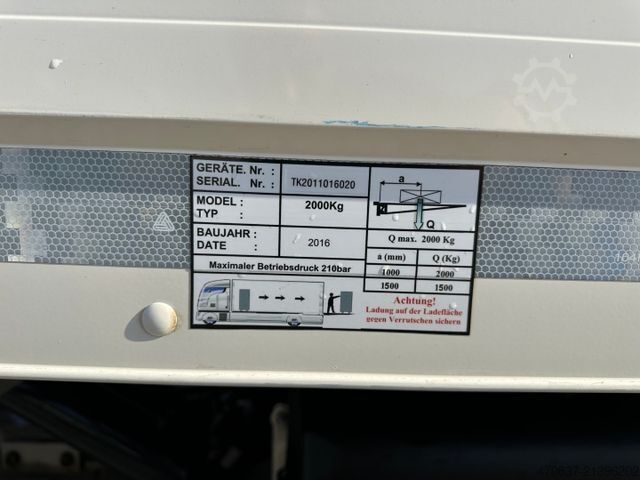 GERÄTE. Nr. :
SERIAL. Nr. : TK2011016020
MODEL :
TYP : 2000Kg
BAUJAHR :
DATE : 2016
Maximaler Betriebsdruck 210bar
a
Q
Q max. 2000 Kg
a (mm) Q (Kg)
1000 2000
1500 1500
Achtung!
Ladung auf der Ladefläche
gegen Verrutschen sichern